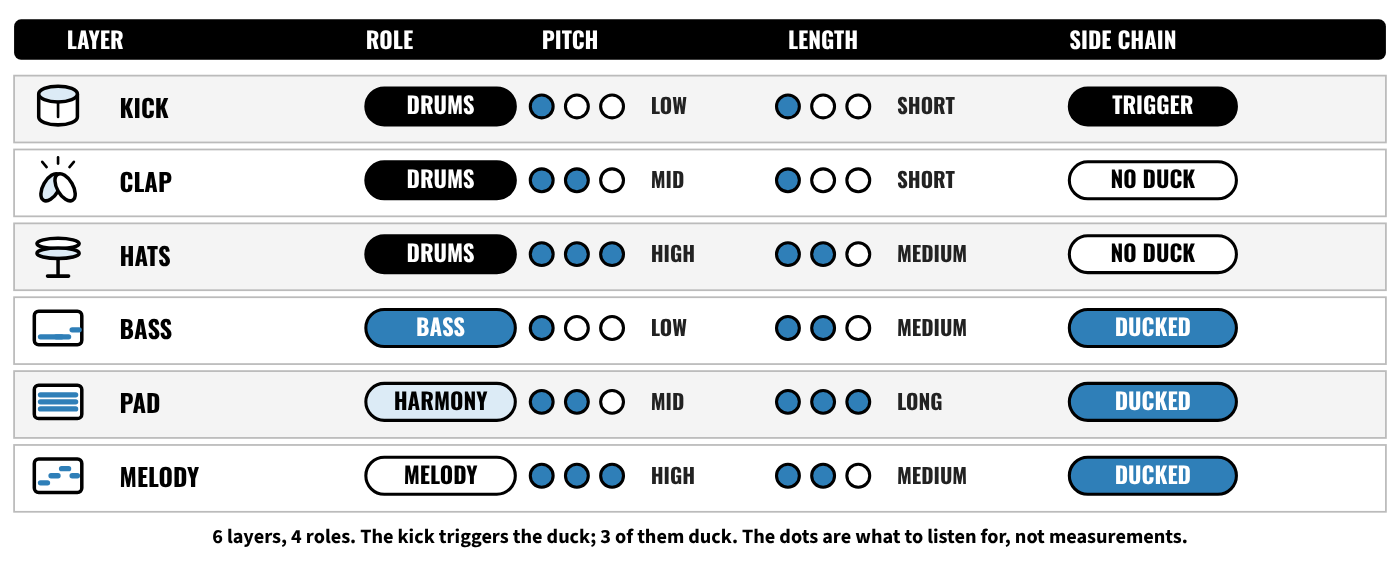 LAYER ROLE PITCH LENGTH SIDE CHAIN
KICK DRUMS LOW SHORT TRIGGER
CLAP DRUMS MID SHORT NO DUCK
HATS DRUMS HIGH MEDIUM NO DUCK
BASS BASS LOW MEDIUM DUCKED
PAD HARMONY MID LONG DUCKED
MELODY MELODY HIGH MEDIUM DUCKED
6 layers, 4 roles. The kick triggers the duck; 3 of them duck. The dots are what to listen for, not measurements.